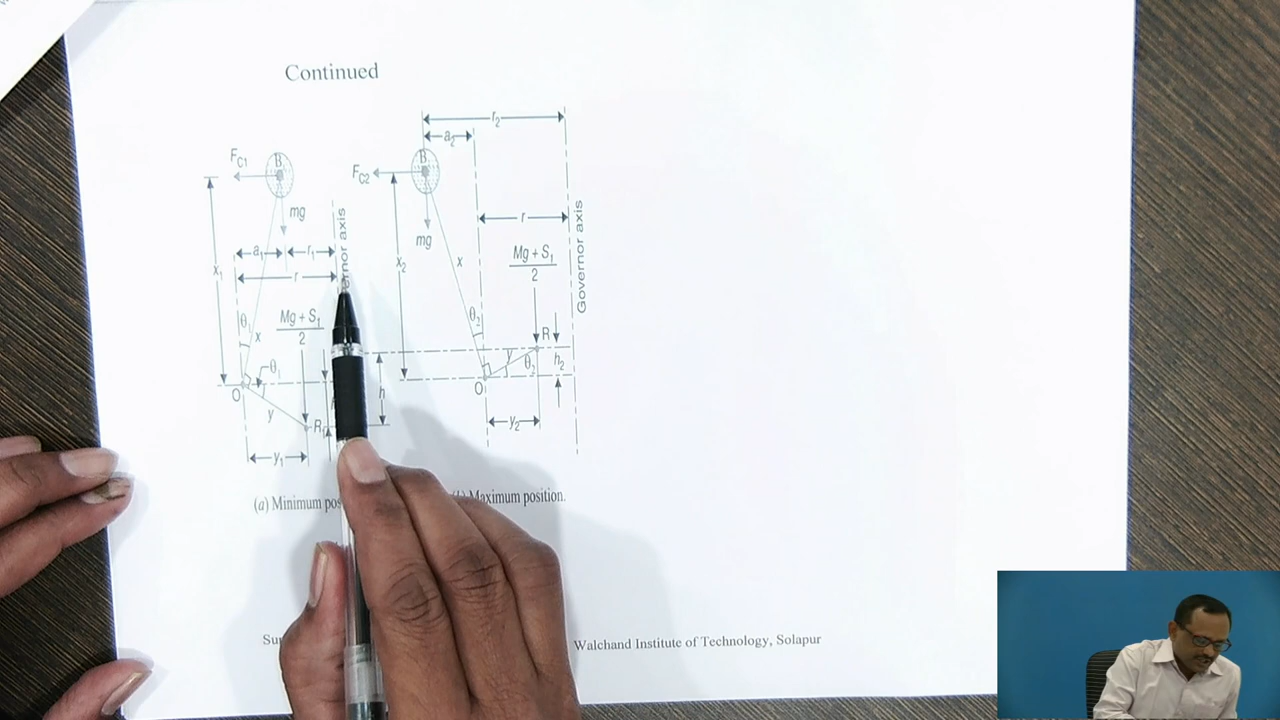 Continued
r₂
a₂
F_C1
B
F_C2
B
mg
mg
r
Governor axis
a₁
r₁
x₁
r
x₂
x
Mg + S₁
2
θ₁
x
Mg + S₁
2
θ₂
R
θ₁
y
θ₂
h₂
O
y
h
O
R
y₂
y₁
(a) Minimum
Maximum position.
Walchand Institute of Technology, Solapur